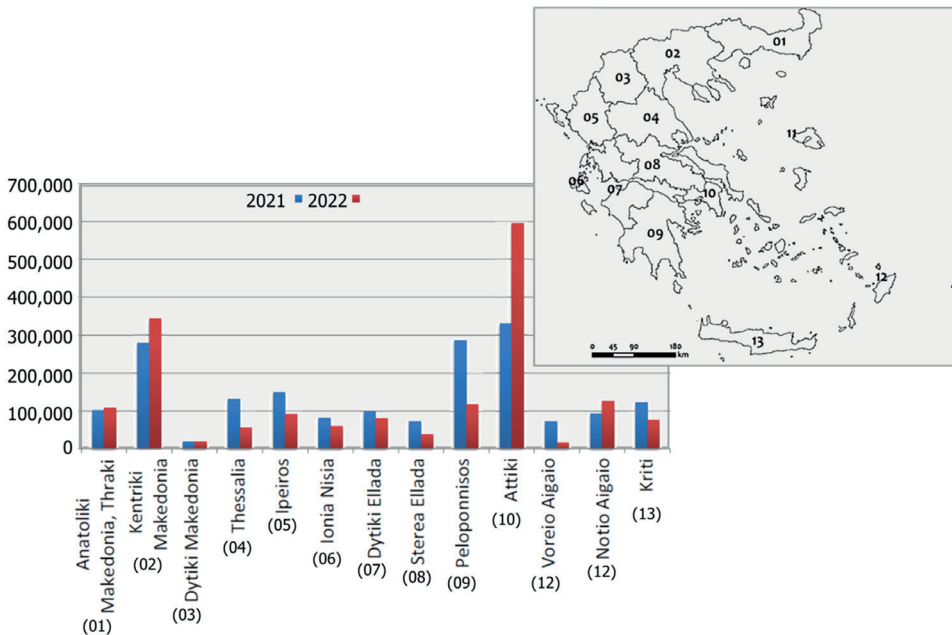 01
02
03
05
04
11
08
06
07
10
09
12
13
0 45 90 180
km
2021 2022
700,000
600,000
500,000
400,000
300,000
200,000
100,000
0
Anatoliki
Makedonia, Thraki
(01)
Kentriki
Makedonia
(02)
Dytiki Makedonia
(03)
Thessalia
(04)
Ipeiros
(05)
Ionia Nisia
(06)
Dytiki Ellada
(07)
Sterea Ellada
(08)
Peloponnisos
(09)
Attiki
(10)
Voreio Aigaio
(12)
Notio Aigaio
(12)
Kriti
(13)